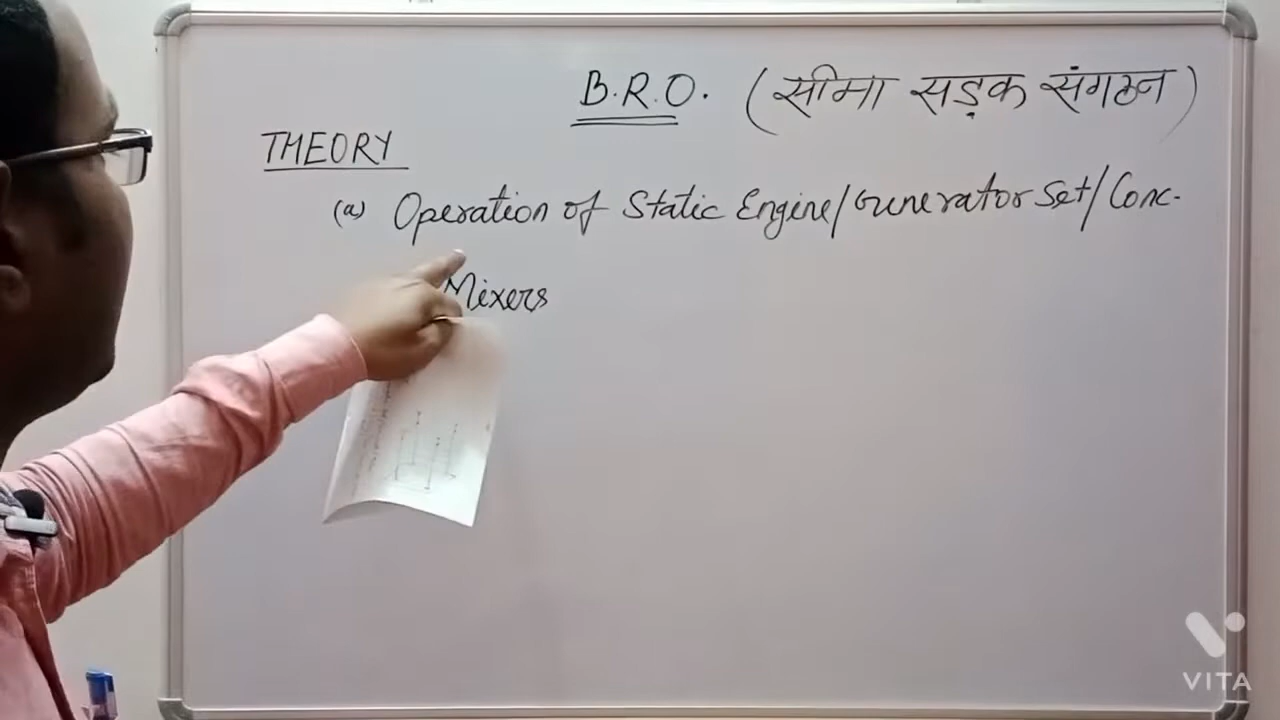 B.R.O. (सीमा सड़क संगठन)
THEORY
(a) Operation of Static Engine/Generator Set/Conc.
Mixers
VITA